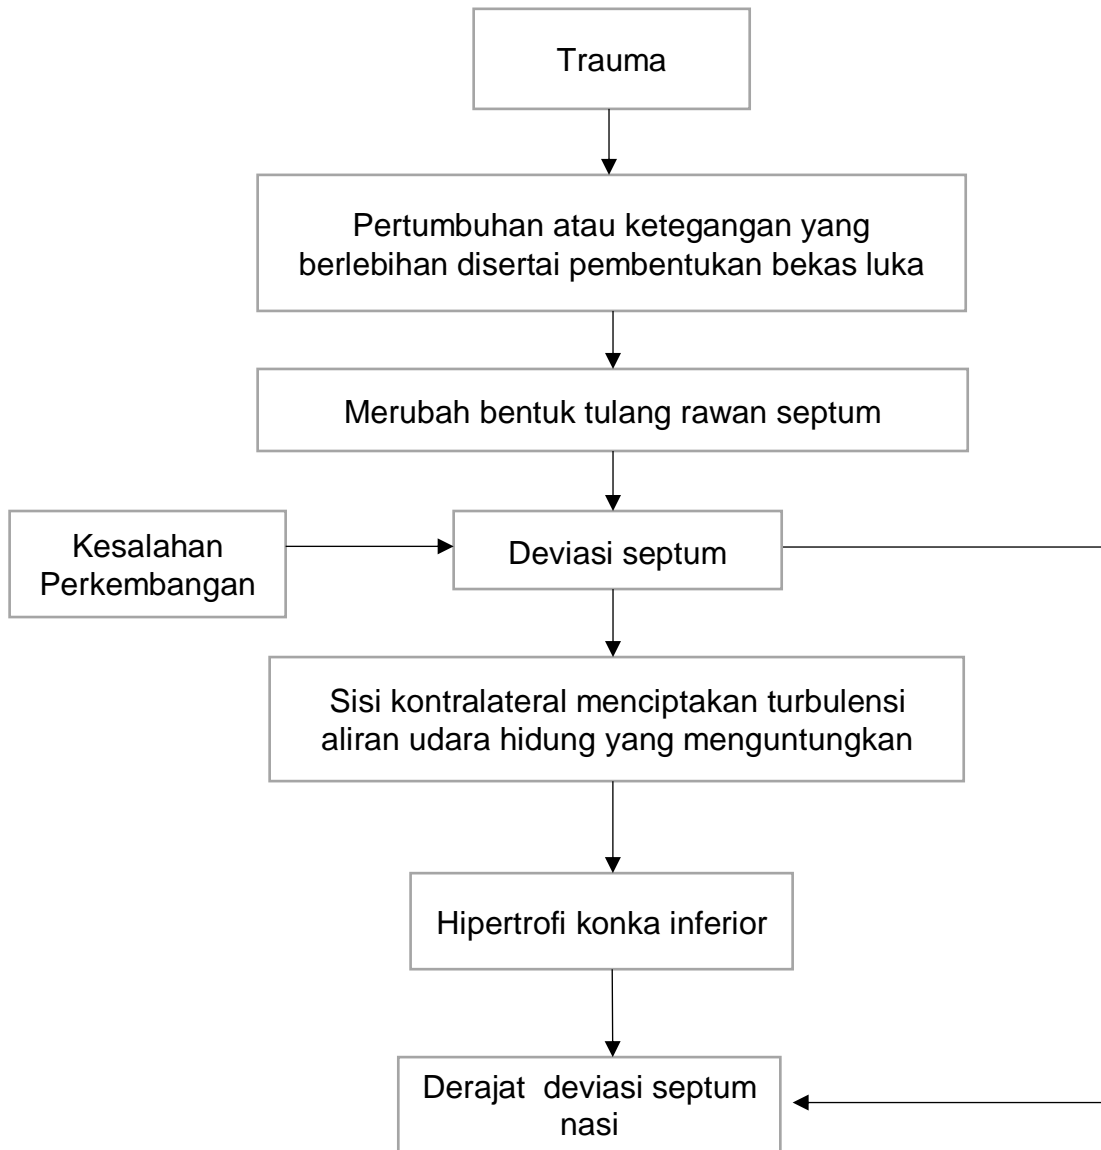 Trauma
Pertumbuhan atau ketegangan yang
berlebihan disertai pembentukan bekas luka
Merubah bentuk tulang rawan septum
Kesalahan
Perkembangan
Deviasi septum
Sisi kontralateral menciptakan turbulensi
aliran udara hidung yang menguntungkan
Hipertrofi konka inferior
Derajat  deviasi septum
nasi